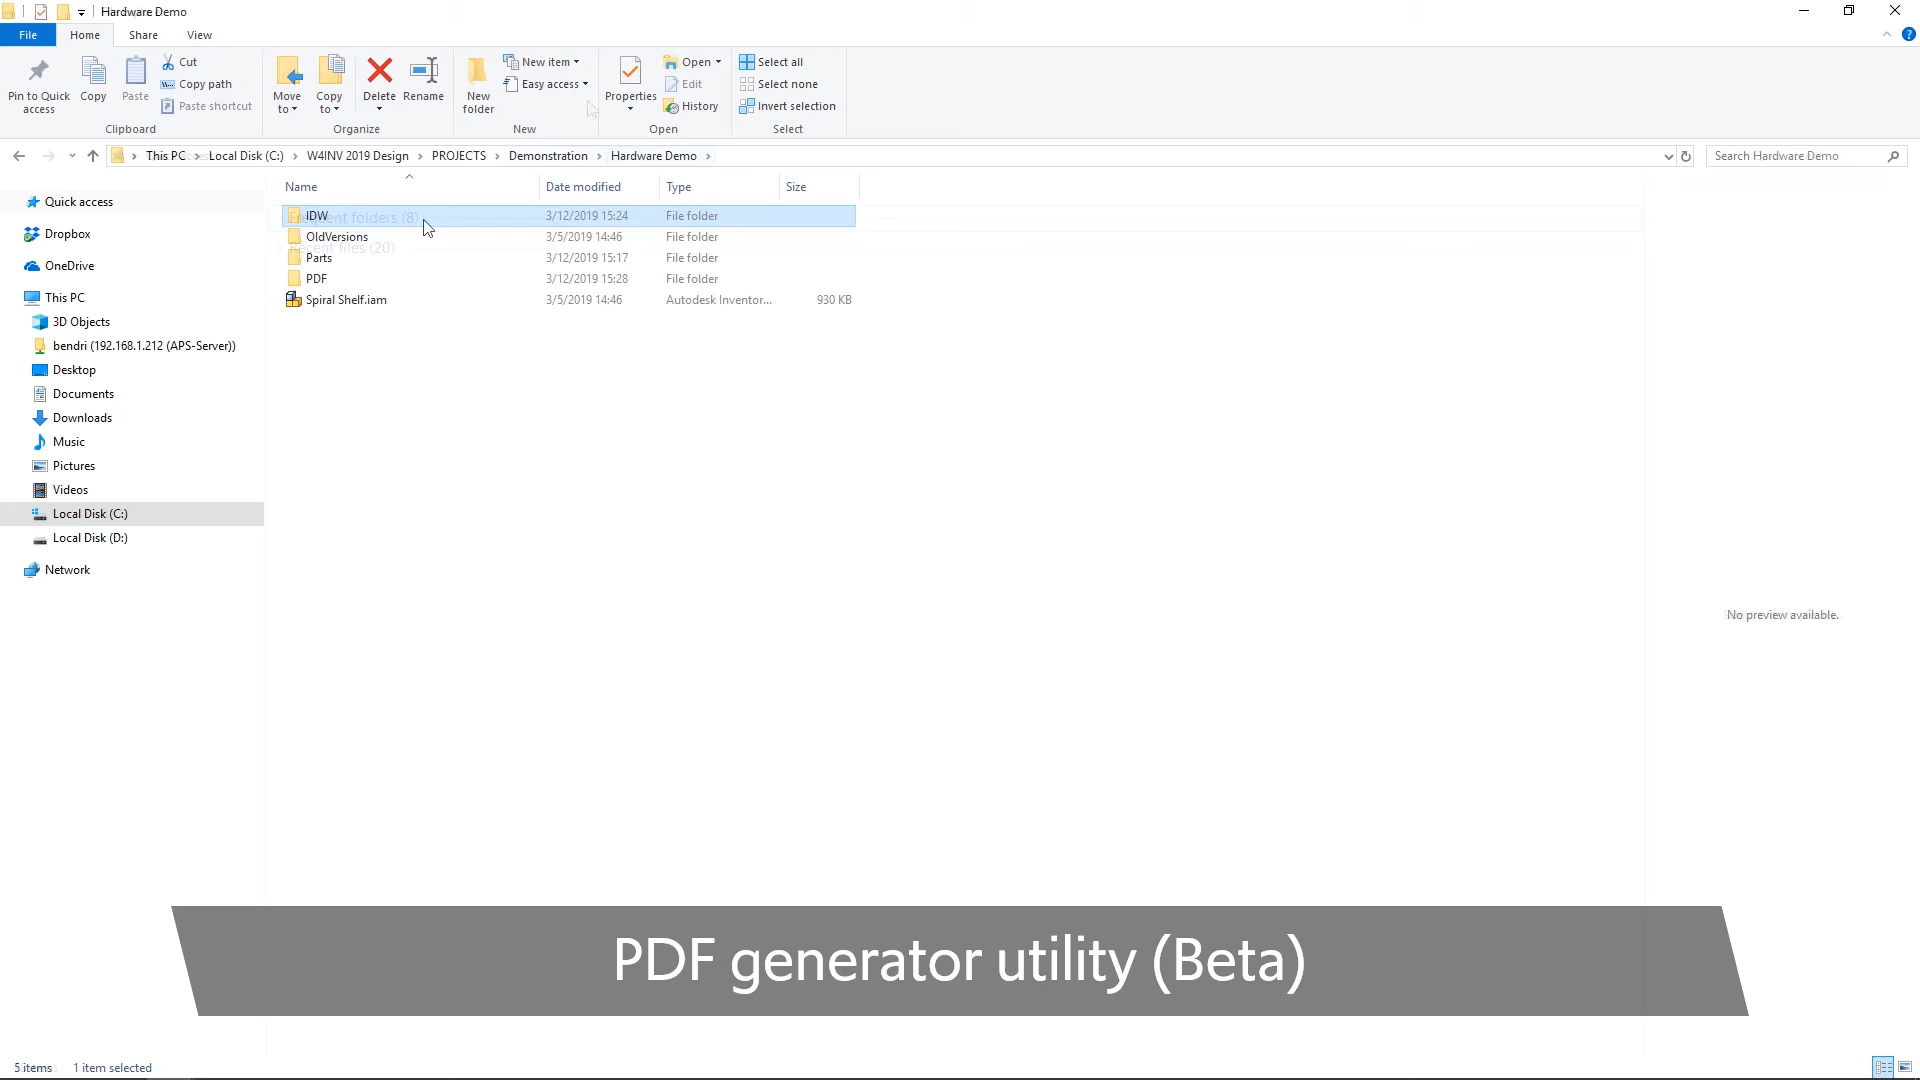 Hardware Demo
File Home Share View
Pin to Quick access
Copy
Paste
Cut
Copy path
Paste shortcut
Clipboard
Move to
Copy to
Delete
Rename
Organize
New folder
New item
Easy access
New
Properties
Open
Edit
History
Open
Select all
Select none
Invert selection
Select
This PC > Local Disk (C:) > W4INV 2019 Design > PROJECTS > Demonstration > Hardware Demo >
Search Hardware Demo
Name Date modified Type Size
Frequent folders (8)
IDW 3/12/2019 15:24 File folder
OldVersions 3/5/2019 14:46 File folder
Recent files (20)
Parts 3/12/2019 15:17 File folder
PDF 3/12/2019 15:28 File folder
Spiral Shelf.iam 3/5/2019 14:46 Autodesk Inventor... 930 KB
Quick access
Dropbox
OneDrive
This PC
3D Objects
bendri (192.168.1.212 (APS-Server))
Desktop
Documents
Downloads
Music
Pictures
Videos
Local Disk (C:)
Local Disk (D:)
Network
No preview available.
PDF generator utility (Beta)
5 items 1 item selected